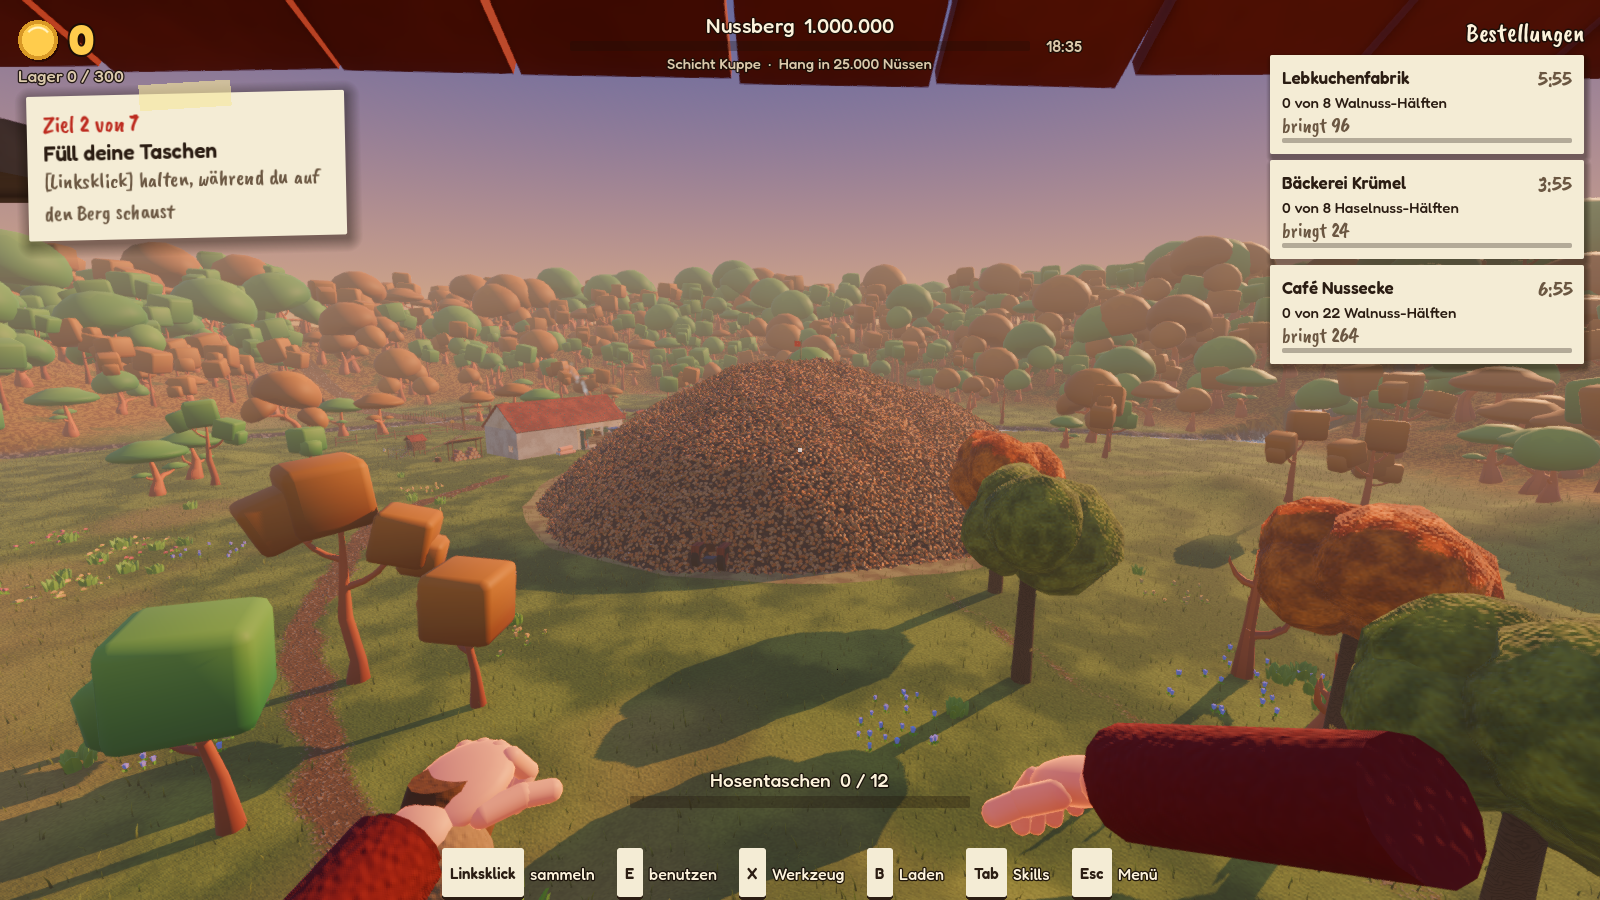 0
Lager 0 / 300
Ziel 2 von 7
Füll deine Taschen
[Linksklick] halten, während du auf
den Berg schaust
Nussberg 1.000.000
18:35
Schicht Kuppe · Hang in 25.000 Nüssen
Bestellungen
Lebkuchenfabrik 5:55
0 von 8 Walnuss-Hälften
bringt 96
Bäckerei Krümel 3:55
0 von 8 Haselnuss-Hälften
bringt 24
Café Nussecke 6:55
0 von 22 Walnuss-Hälften
bringt 264
Hosentaschen 0 / 12
Linksklick sammeln E benutzen X Werkzeug B Laden Tab Skills Esc Menü